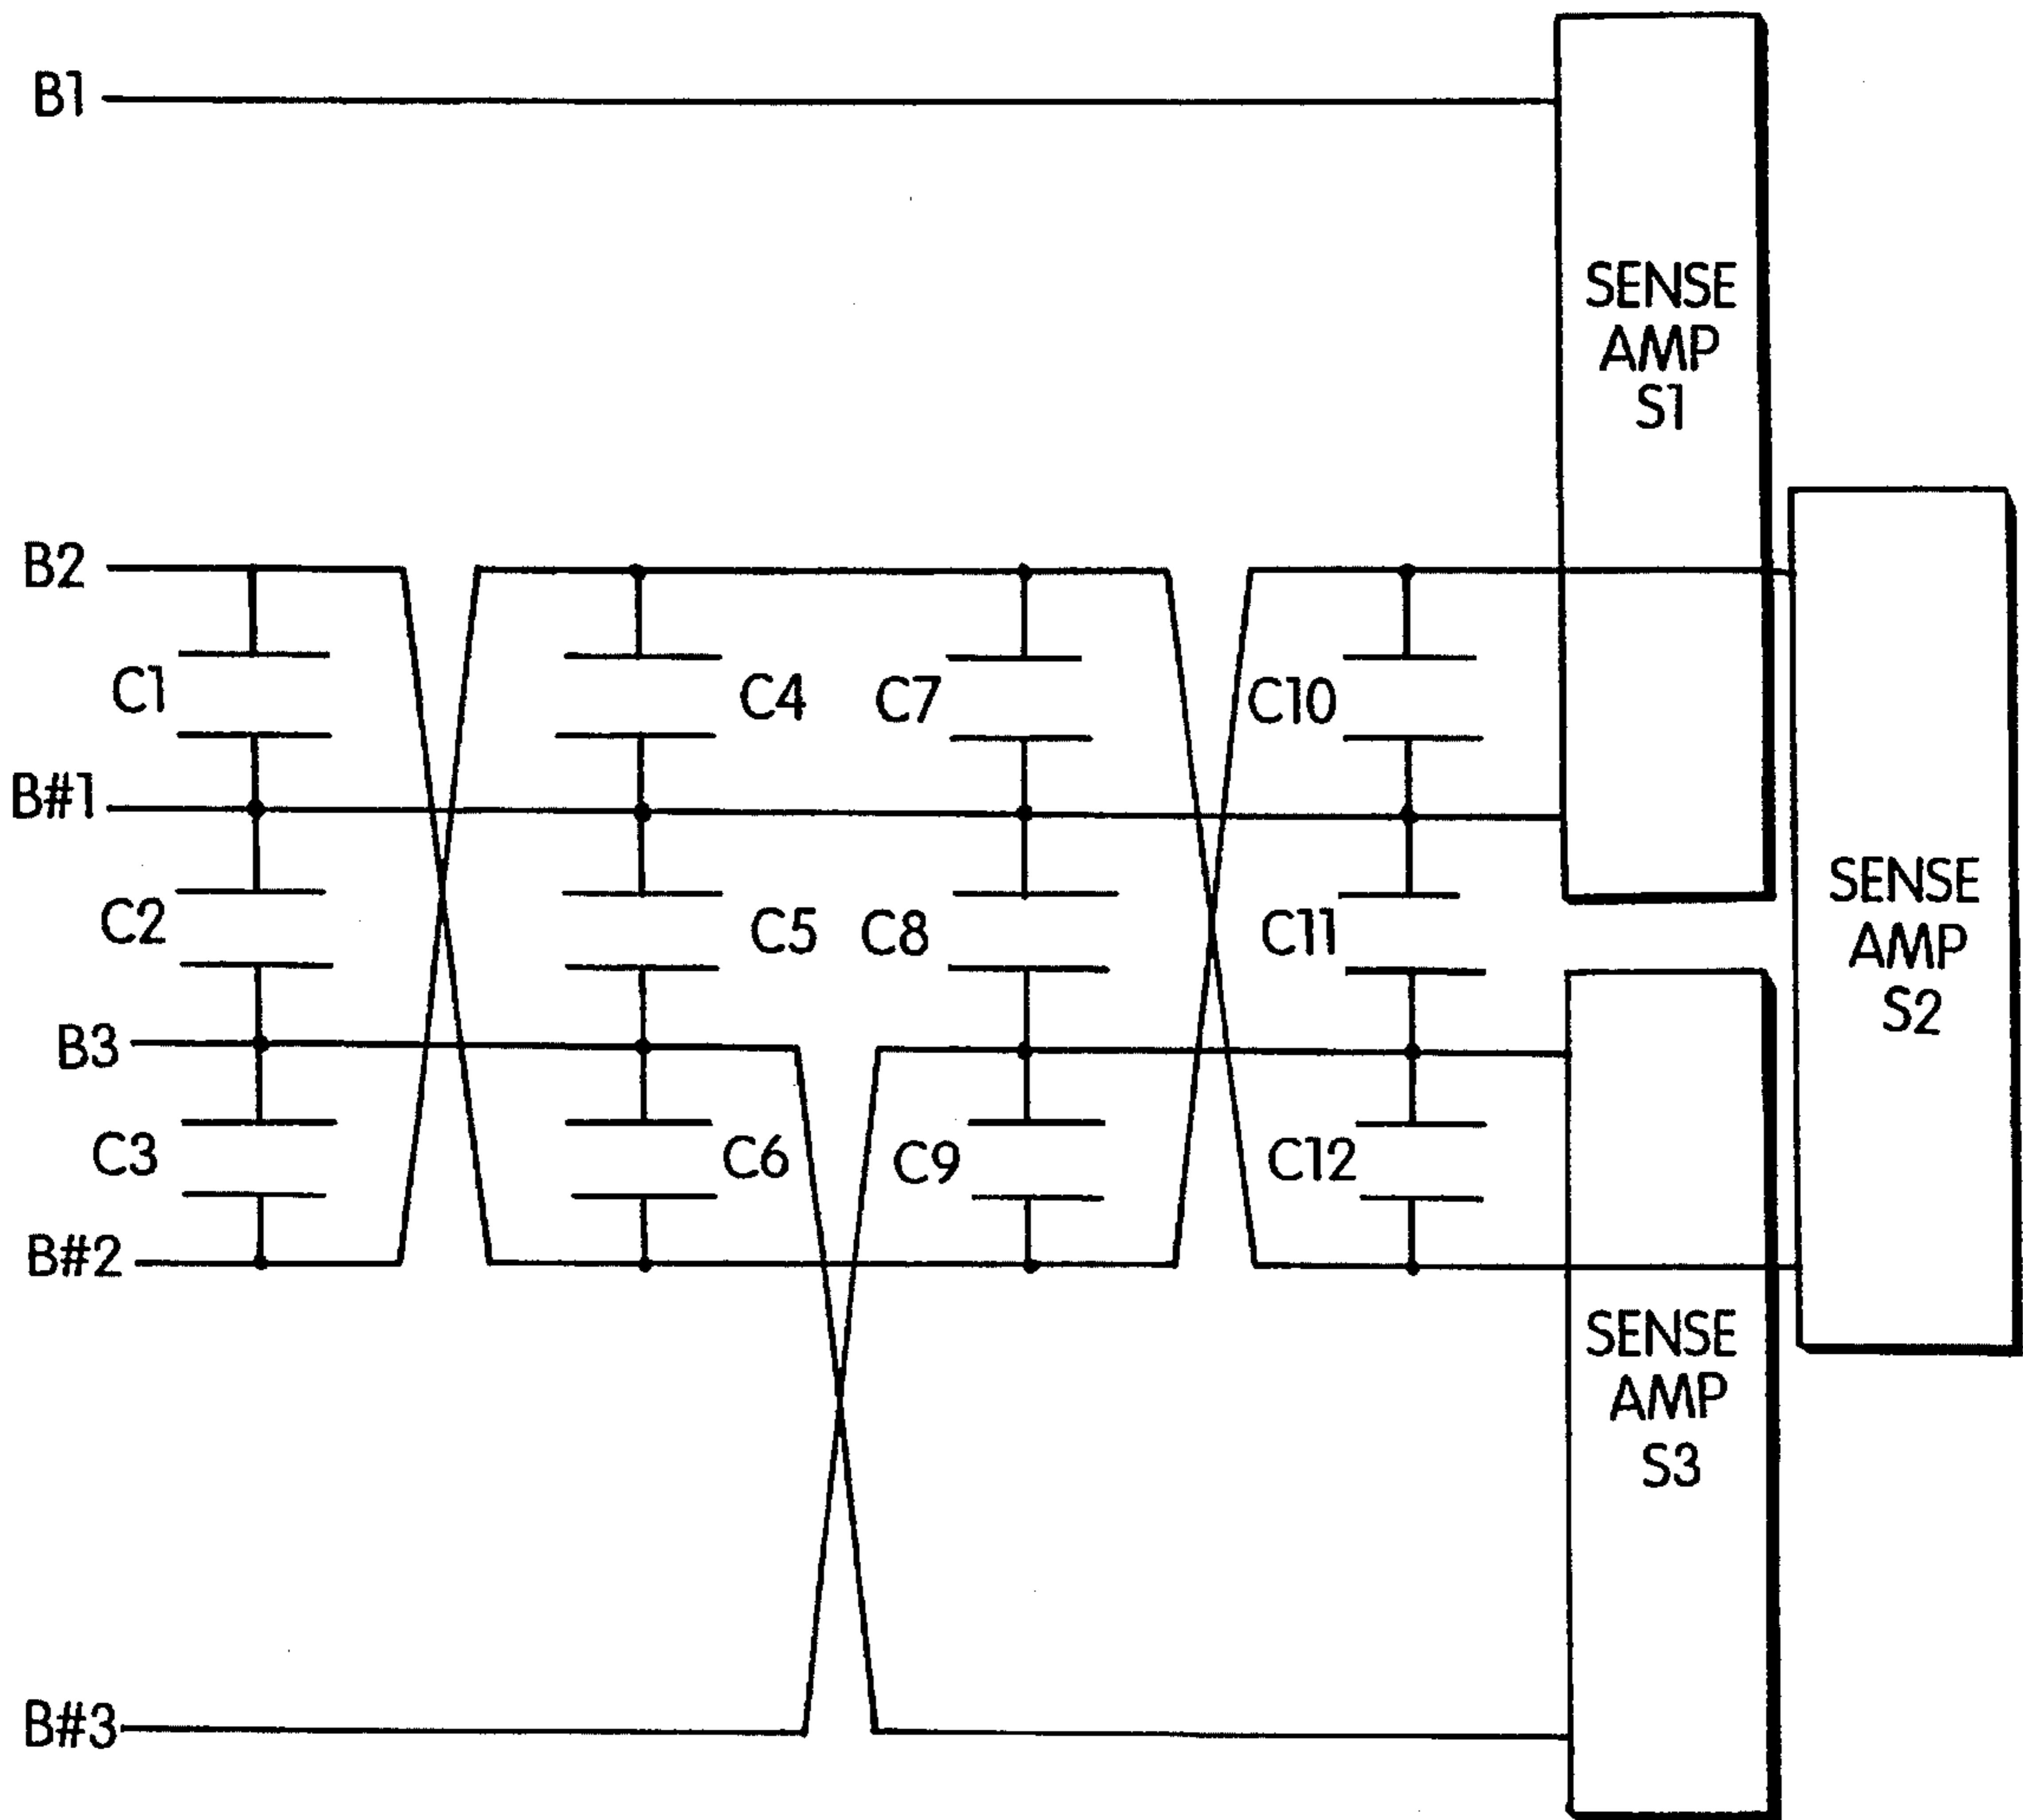 B1
SENSE
AMP
S1
B2
C1
C4
C7
C10
B#1
SENSE
AMP
S2
C2
C5
C8
C11
B3
C3
C6
C9
C12
B#2
SENSE
AMP
S3
B#3